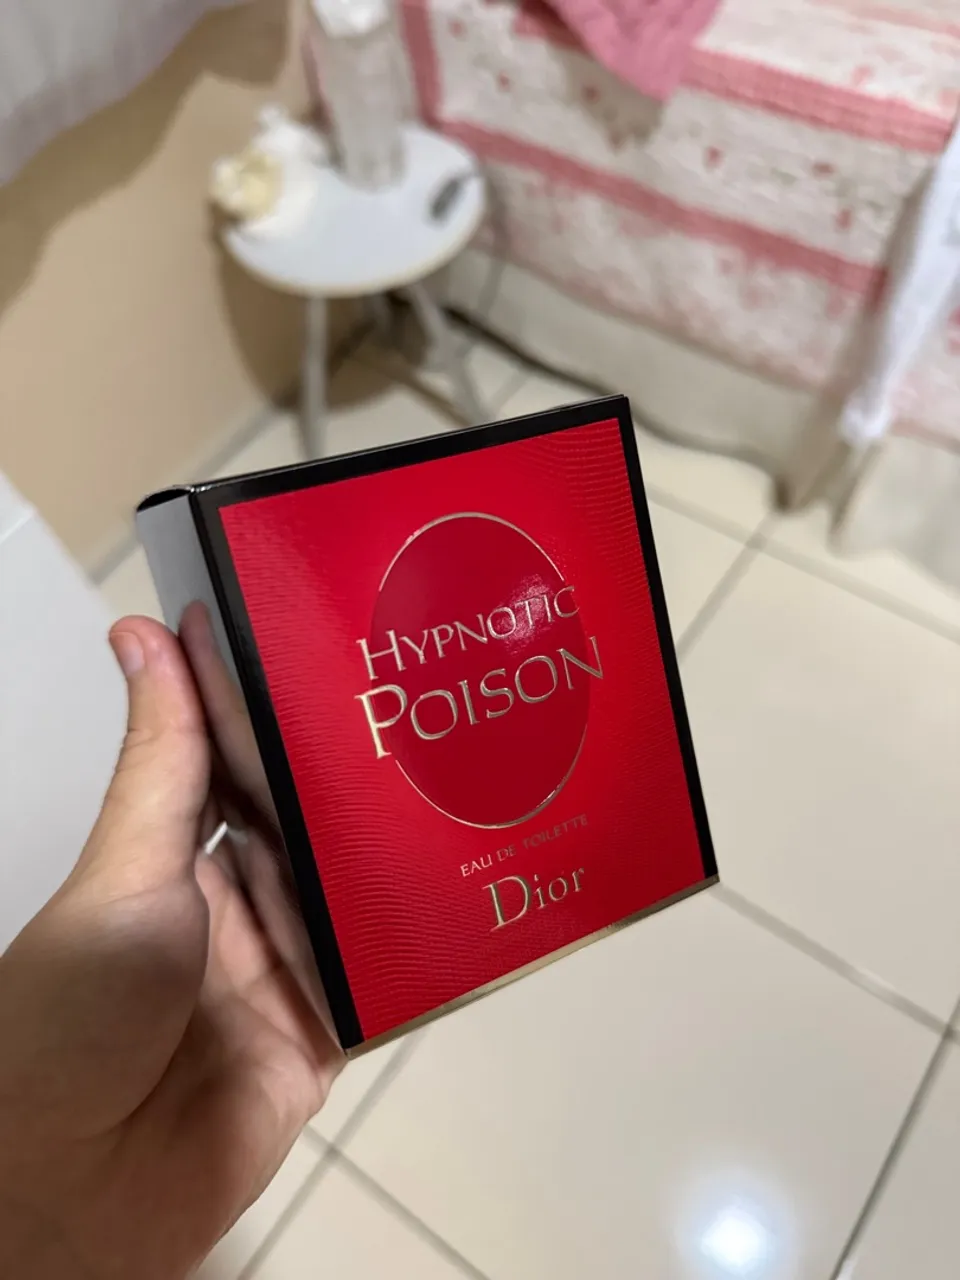 HYPNOTIC
POISON
EAU DE TOILETTE
Dior